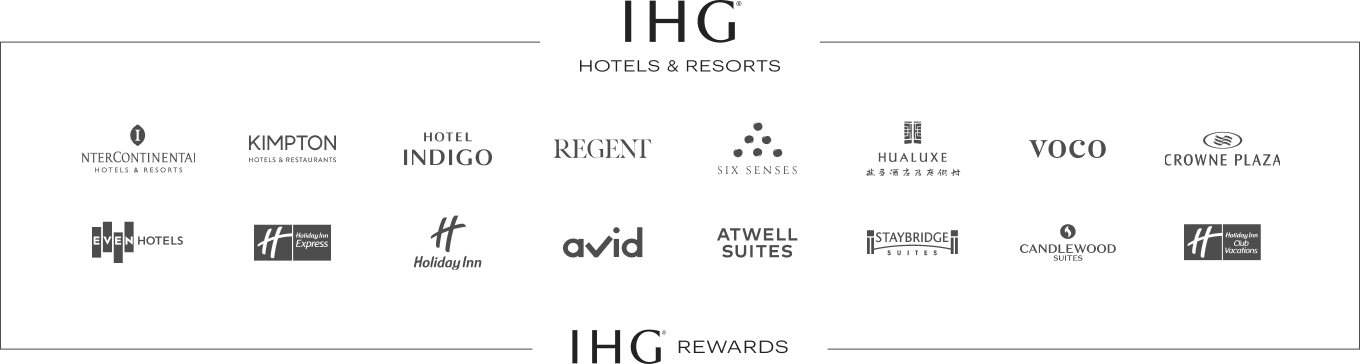 IHG®
HOTELS & RESORTS
I
NTERCONTINENTAL
HOTELS & RESORTS
KIMPTON
HOTELS & RESTAURANTS
HOTEL
INDIGO
REGENT
SIX SENSES
HUALUXE
VOCO
CROWNE PLAZA
EVEN HOTELS
H Holiday Inn
Express
H
Holiday Inn
avid
ATWELL
SUITES
STAYBRIDGE
SUITES
CANDLEWOOD
SUITES
H Holiday Inn
Club
Vacations
IHG® REWARDS